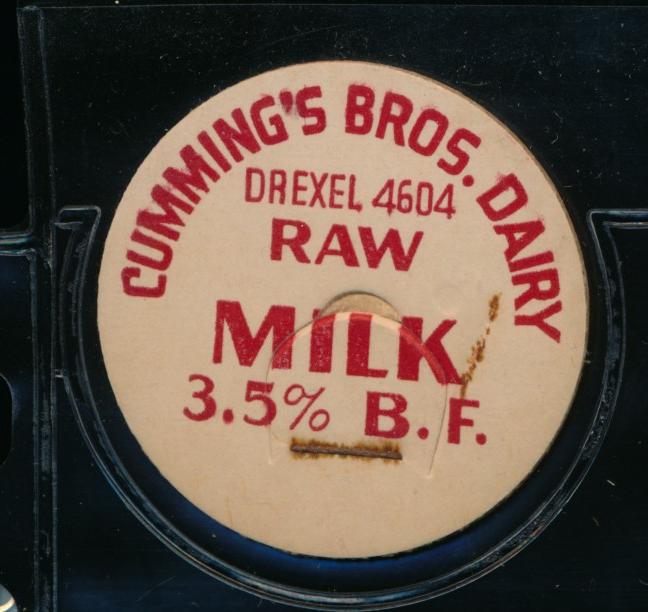 CUMMING'S BROS. DAIRY
DREXEL 4604
RAW
MILK
3.5% B.F.